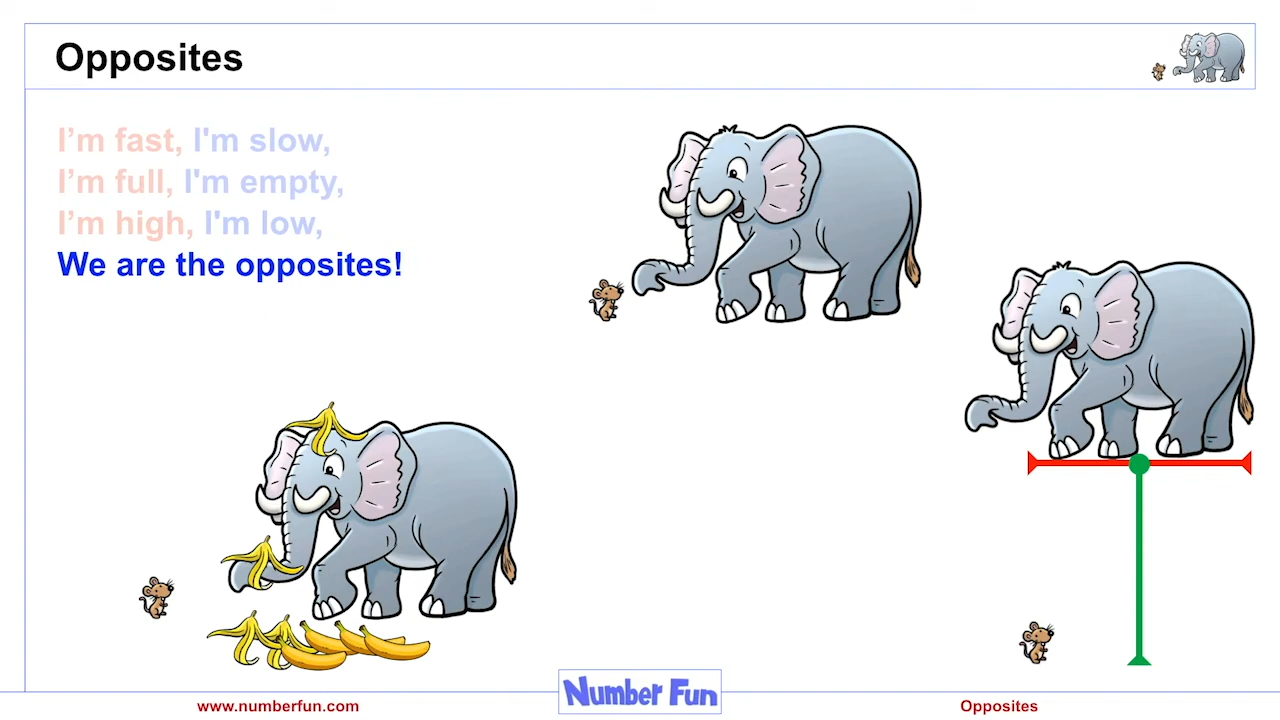 Opposites
I’m fast, I'm slow,
I’m full, I'm empty,
I’m high, I'm low,
We are the opposites!
www.numberfun.com
Number Fun
Opposites